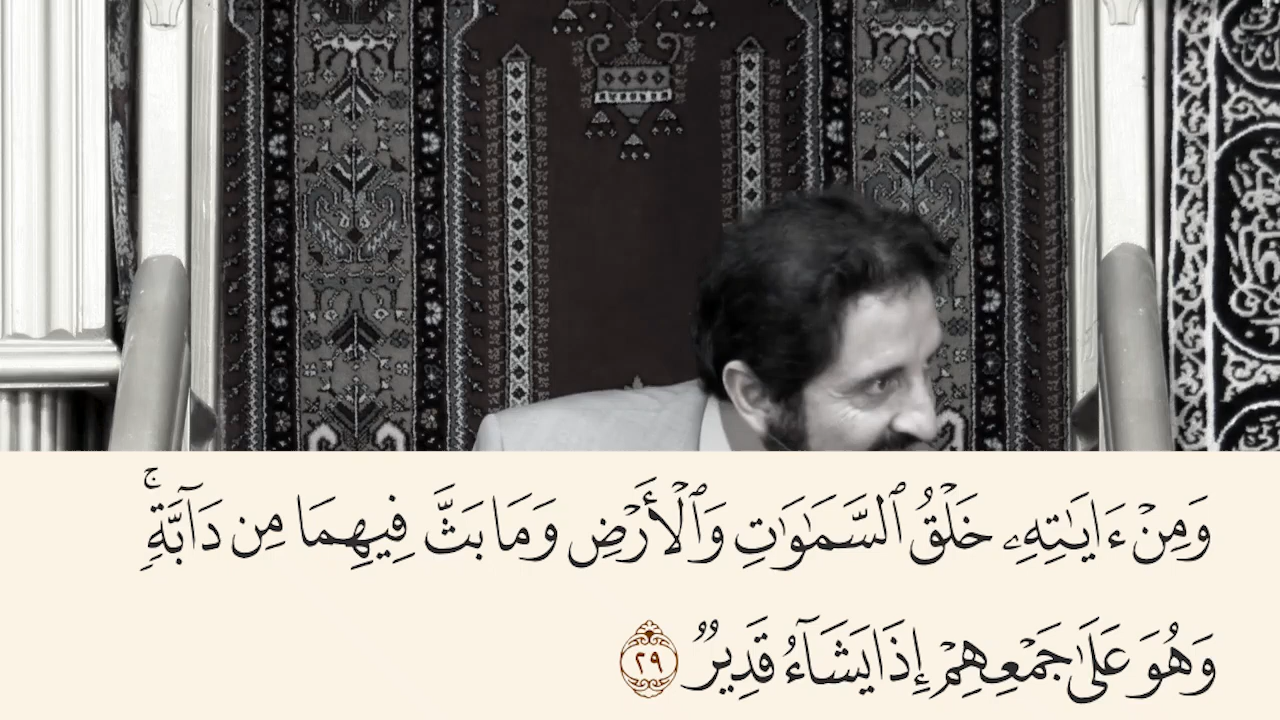 وَمِنْ ءَايَـٰتِهِۦ خَلْقُ ٱلسَّمَـٰوَٰتِ وَٱلْأَرْضِ وَمَا بَثَّ فِيهِمَا مِن دَآبَّةٍۢ ۚ
وَهُوَ عَلَىٰ جَمْعِهِمْ إِذَا يَشَآءُ قَدِيرٌۭ ٢٩